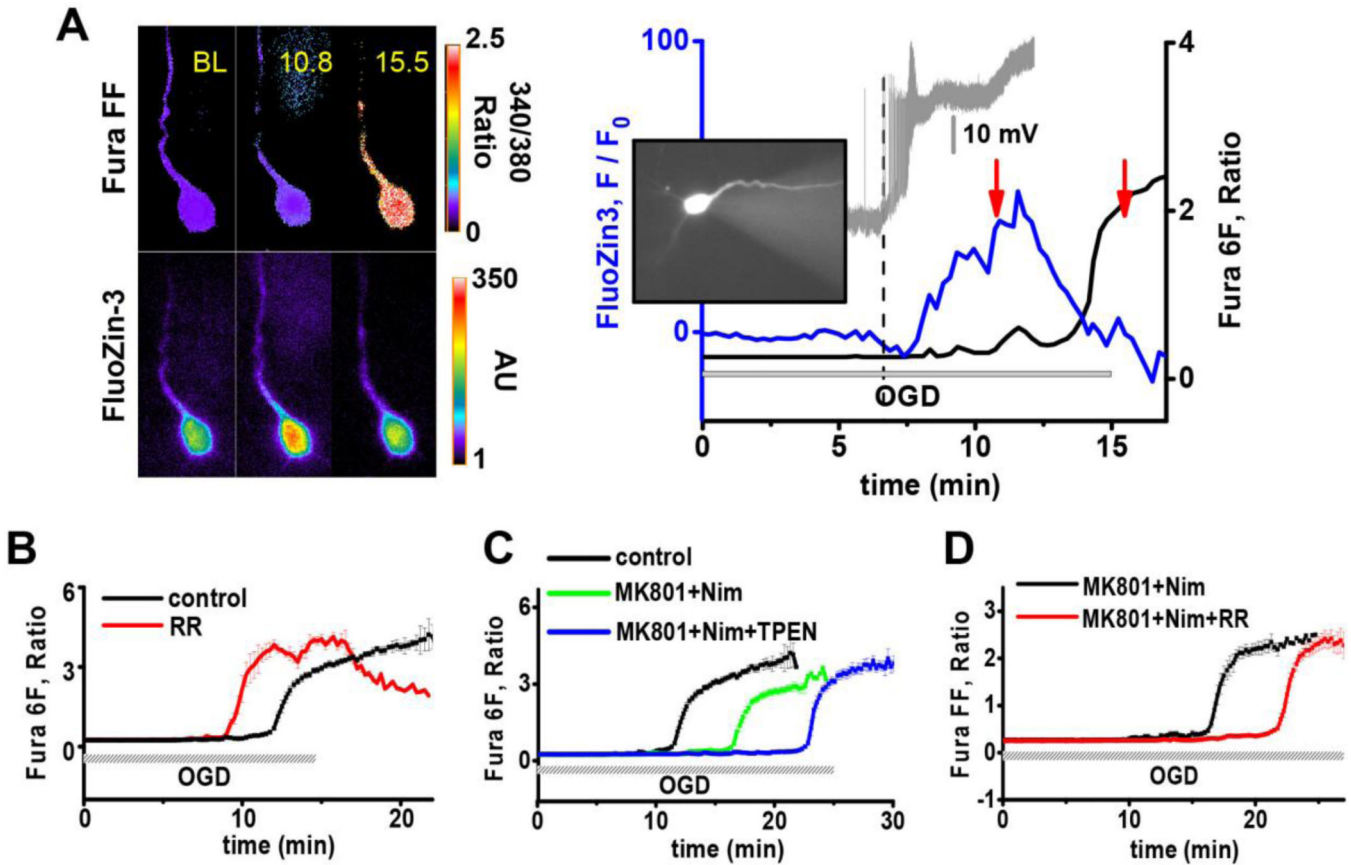 A
Fura FF
BL
10.8
15.5
2.5
0
340/380
Ratio
FluoZin-3
350
1
AU
100
0
FluoZin3, F / F0
10 mV
4
2
0
Fura 6F, Ratio
OGD
0
5
10
15
time (min)
B
control
RR
6
3
0
Fura 6F, Ratio
OGD
0
10
20
time (min)
C
control
MK801+Nim
MK801+Nim+TPEN
6
3
0
Fura 6F, Ratio
OGD
0
10
20
30
time (min)
D
MK801+Nim
MK801+Nim+RR
3
2
1
0
-1
Fura FF, Ratio
OGD
0
10
20
time (min)